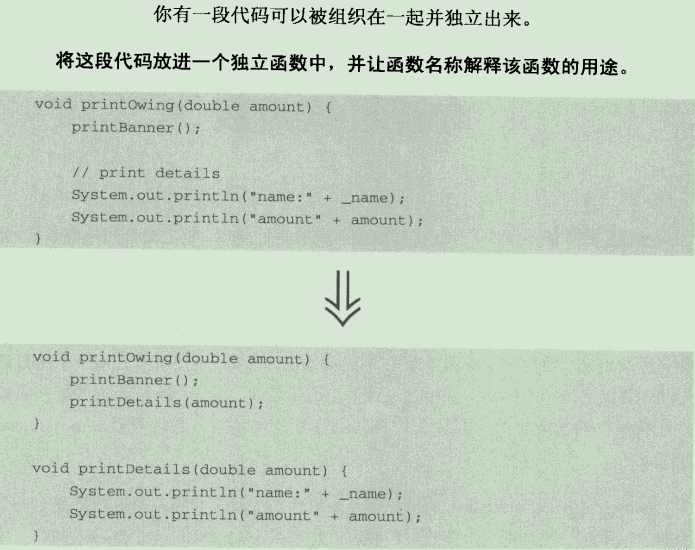 你有一段代码可以被组织在一起并独立出来。
将这段代码放进一个独立函数中，并让函数名称解释该函数的用途。
void printOwing(double amount) {
    printBanner();

    // print details
    System.out.println("name:" + _name);
    System.out.println("amount" + amount);
}
void printOwing(double amount) {
    printBanner();
    printDetails(amount);
}

void printDetails(double amount) {
    System.out.println("name:" + _name);
    System.out.println("amount" + amount);
}